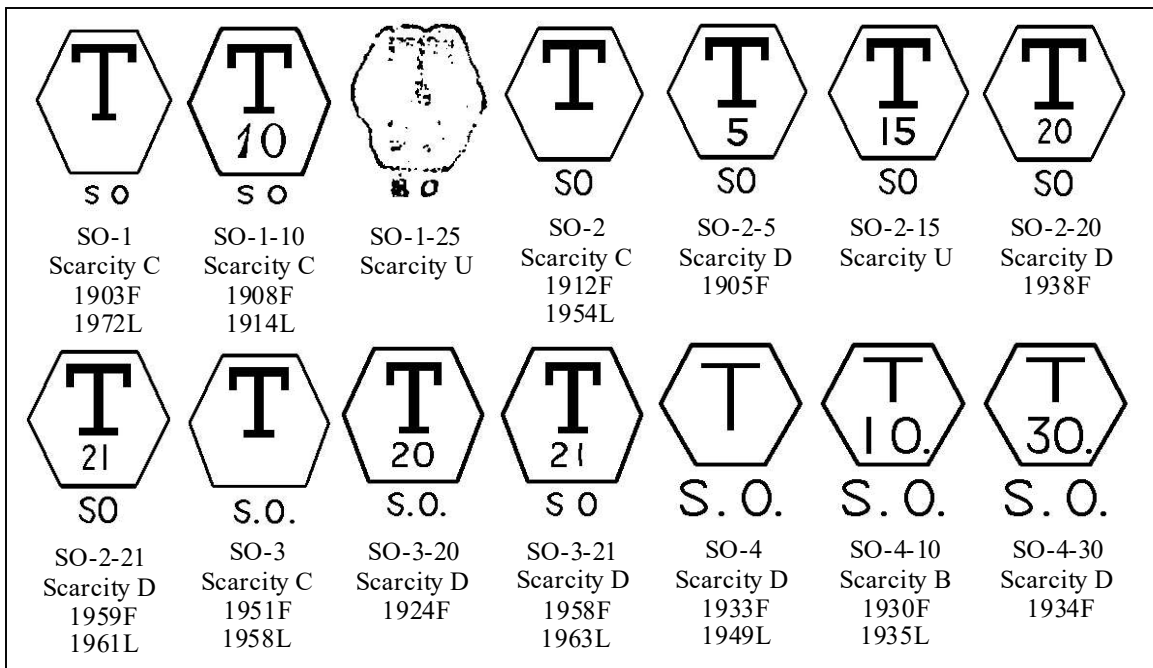 T T T T T T
10 5 15 20
S O S O SO SO SO SO
SO-1 SO-1-10 SO-1-25 SO-2 SO-2-5 SO-2-15 SO-2-20
Scarcity C Scarcity C Scarcity U Scarcity C Scarcity D Scarcity U Scarcity D
1903F 1908F 1912F 1905F 1938F
1972L 1914L 1954L
T T T T T T T
21 20 21 10. 30.
SO S.O. S.O. S O S.O. S.O. S.O.
SO-2-21 SO-3 SO-3-20 SO-3-21 SO-4 SO-4-10 SO-4-30
Scarcity D Scarcity C Scarcity D Scarcity D Scarcity D Scarcity B Scarcity D
1959F 1951F 1924F 1958F 1933F 1930F 1934F
1961L 1958L 1963L 1949L 1935L